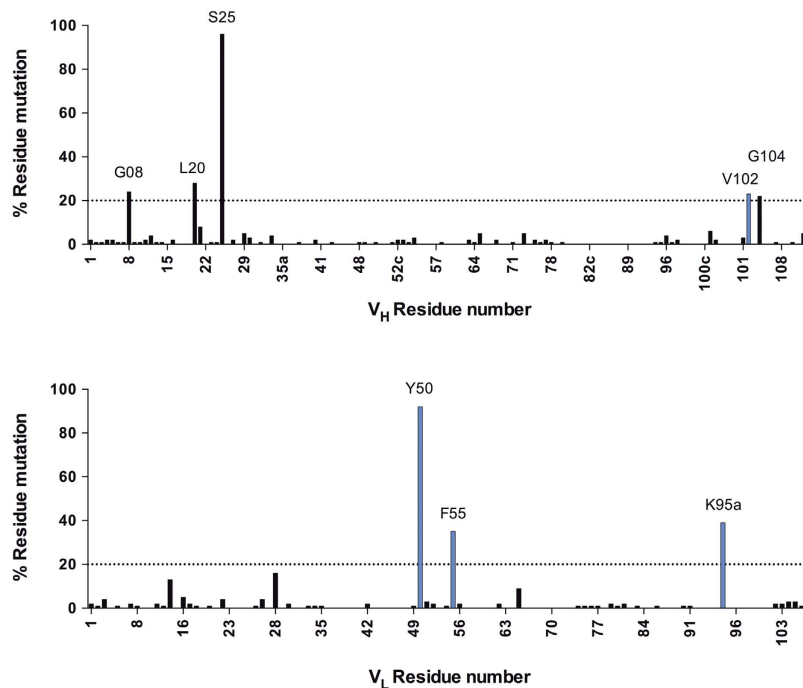 % Residue mutation
100
80
60
40
20
0
S25
G08
L20
V102
G104
1 8 15 22 29 35a 41 48 52c 57 64 71 78 82c 89 96 100c 101 108
VH Residue number
% Residue mutation
100
80
60
40
20
0
Y50
F55
K95a
1 8 16 23 28 35 42 49 56 63 70 77 84 91 96 103
VL Residue number